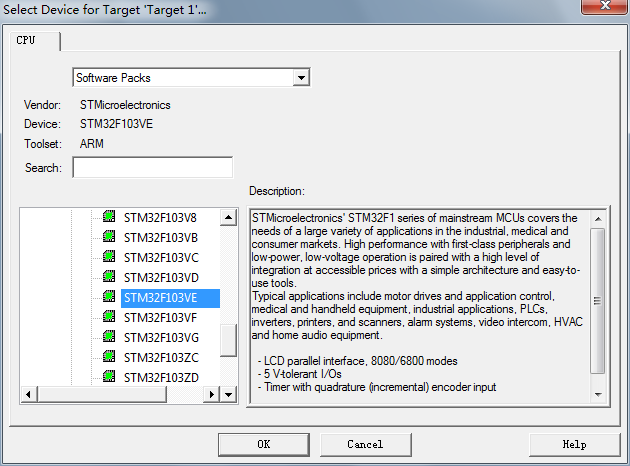 Select Device for Target 'Target 1'...
CPU
Software Packs
Vendor: STMicroelectronics
Device: STM32F103VE
Toolset: ARM
Search:
Description:
STM32F103V8
STM32F103VB
STM32F103VC
STM32F103VD
STM32F103VE
STM32F103VF
STM32F103VG
STM32F103ZC
STM32F103ZD
STMicroelectronics' STM32F1 series of mainstream MCUs covers the
needs of a large variety of applications in the industrial, medical and
consumer markets. High perfomance with first-class peripherals and
low-power, low-voltage operation is paired with a high level of
integration at accessible prices with a simple architecture and easy-to-
use tools.
Typical applications include motor drives and application control,
medical and handheld equipment, industrial applications, PLCs,
inverters, printers, and scanners, alarm systems, video intercom, HVAC
and home audio equipment.
- LCD parallel interface, 8080/6800 modes
- 5 V-tolerant I/Os
- Timer with quadrature (incremental) encoder input
OK
Cancel
Help